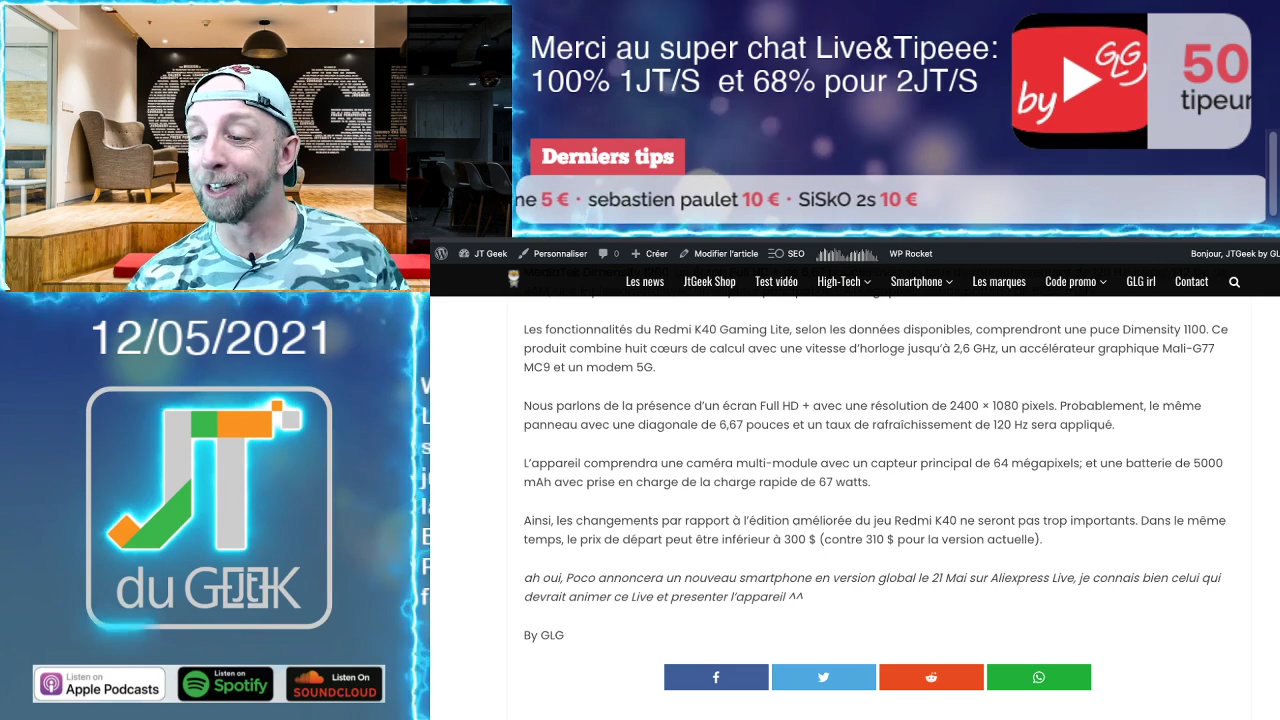 Merci au super chat Live&Tipeee:
100% 1JT/S et 68% pour 2JT/S
by GLG
50
tipeur
Derniers tips
ne 5 € · sebastien paulet 10 € · SiSkO 2s 10 €
JT Geek Personnaliser 0 Créer Modifier l'article SEO WP Rocket Bonjour, JTGeek by GL
Les news JtGeek Shop Test vidéo High-Tech Smartphone Les marques Code promo GLG irl Contact
12/05/2021
JT
du GEEK
Listen on
Apple Podcasts
Listen on
Spotify
Listen On
SOUNDCLOUD
Les fonctionnalités du Redmi K40 Gaming Lite, selon les données disponibles, comprendront une puce Dimensity 1100. Ce
produit combine huit cœurs de calcul avec une vitesse d'horloge jusqu'à 2,6 GHz, un accélérateur graphique Mali-G77
MC9 et un modem 5G.
Nous parlons de la présence d'un écran Full HD + avec une résolution de 2400 × 1080 pixels. Probablement, le même
panneau avec une diagonale de 6,67 pouces et un taux de rafraîchissement de 120 Hz sera appliqué.
L'appareil comprendra une caméra multi-module avec un capteur principal de 64 mégapixels; et une batterie de 5000
mAh avec prise en charge de la charge rapide de 67 watts.
Ainsi, les changements par rapport à l'édition améliorée du jeu Redmi K40 ne seront pas trop importants. Dans le même
temps, le prix de départ peut être inférieur à 300 $ (contre 310 $ pour la version actuelle).
ah oui, Poco annoncera un nouveau smartphone en version global le 21 Mai sur Aliexpress Live, je connais bien celui qui
devrait animer ce Live et presenter l'appareil ^^
By GLG